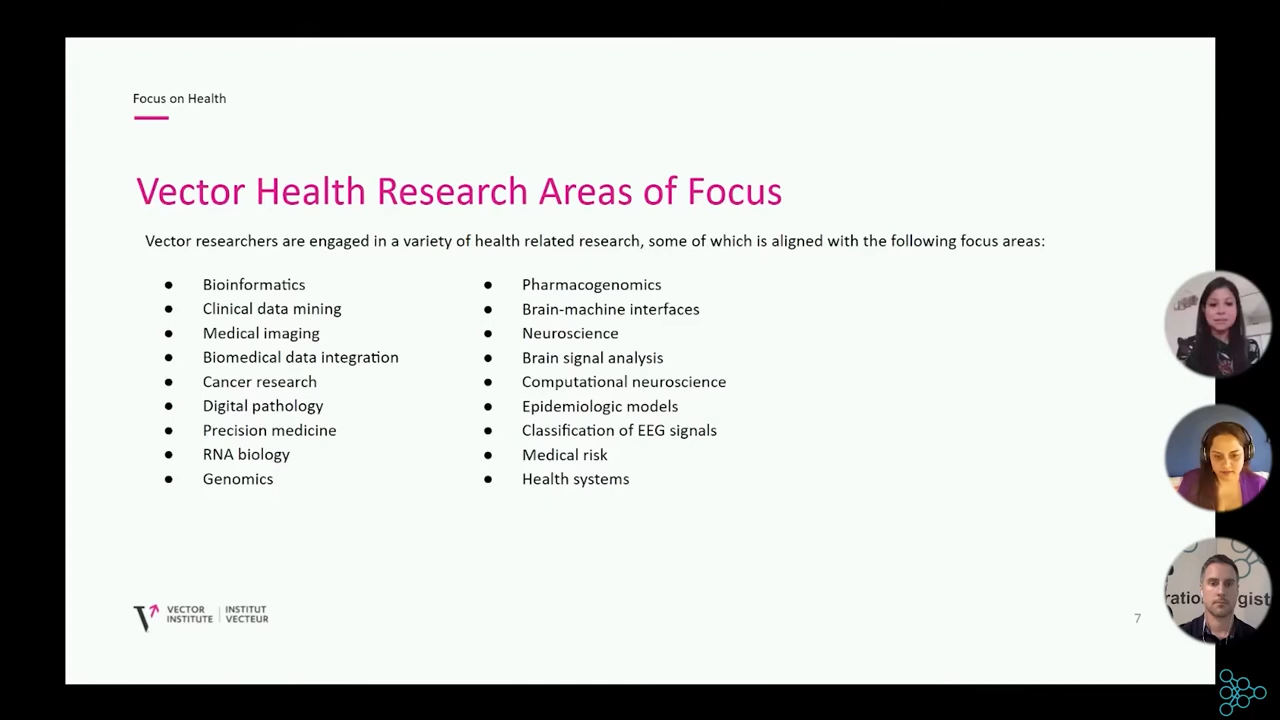 Focus on Health
Vector Health Research Areas of Focus
Vector researchers are engaged in a variety of health related research, some of which is aligned with the following focus areas:
● Bioinformatics
● Clinical data mining
● Medical imaging
● Biomedical data integration
● Cancer research
● Digital pathology
● Precision medicine
● RNA biology
● Genomics
● Pharmacogenomics
● Brain-machine interfaces
● Neuroscience
● Brain signal analysis
● Computational neuroscience
● Epidemiologic models
● Classification of EEG signals
● Medical risk
● Health systems
VECTOR INSTITUTE
INSTITUT VECTEUR
7